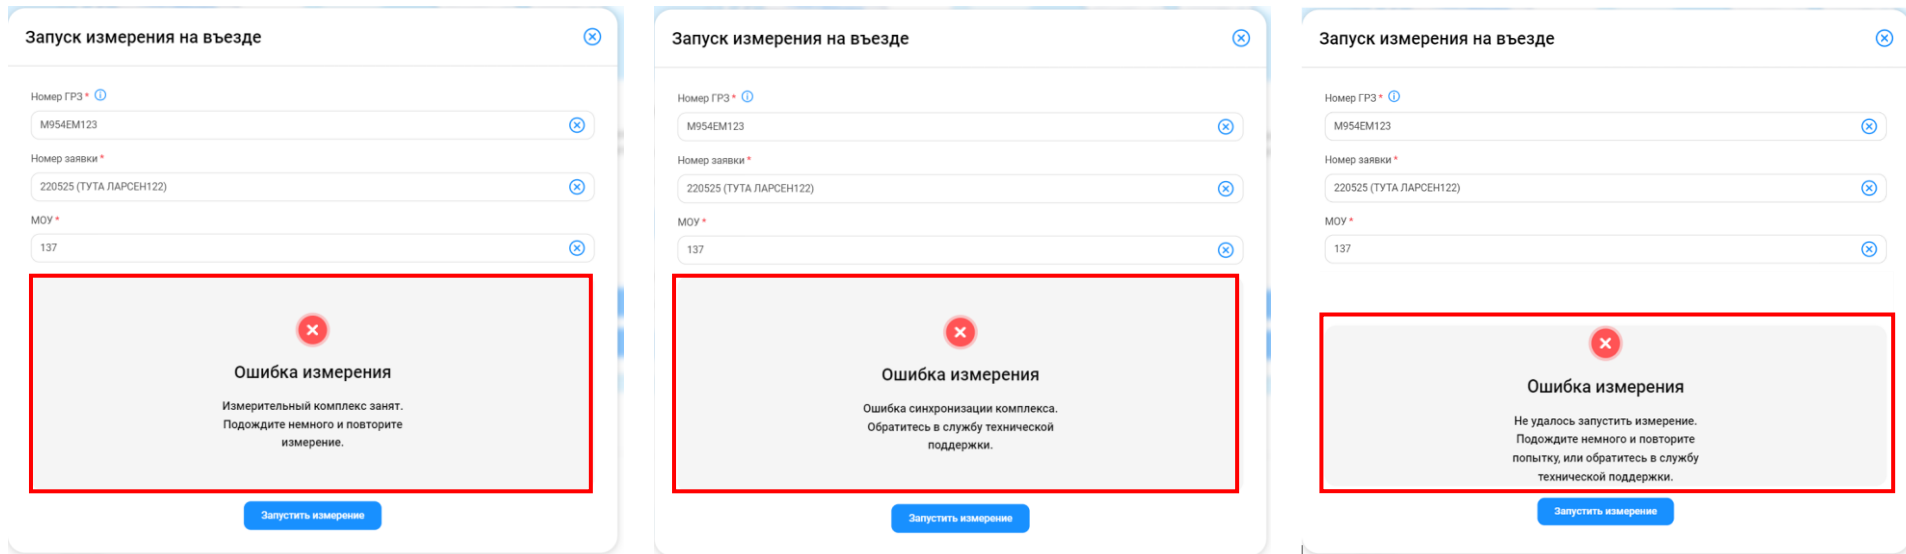 Запуск измерения на въезде
Номер ГРЗ *
М954ЕМ123
Номер заявки *
220525 (ТУТА ЛАРСЕН122)
МОУ *
137
Ошибка измерения
Измерительный комплекс занят.
Подождите немного и повторите
измерение.
Запустить измерение
Запуск измерения на въезде
Номер ГРЗ *
М954ЕМ123
Номер заявки *
220525 (ТУТА ЛАРСЕН122)
МОУ *
137
Ошибка измерения
Ошибка синхронизации комплекса.
Обратитесь в службу технической
поддержки.
Запустить измерение
Запуск измерения на въезде
Номер ГРЗ *
М954ЕМ123
Номер заявки *
220525 (ТУТА ЛАРСЕН122)
МОУ *
137
Ошибка измерения
Не удалось запустить измерение.
Подождите немного и повторите
попытку, или обратитесь в службу
технической поддержки.
Запустить измерение